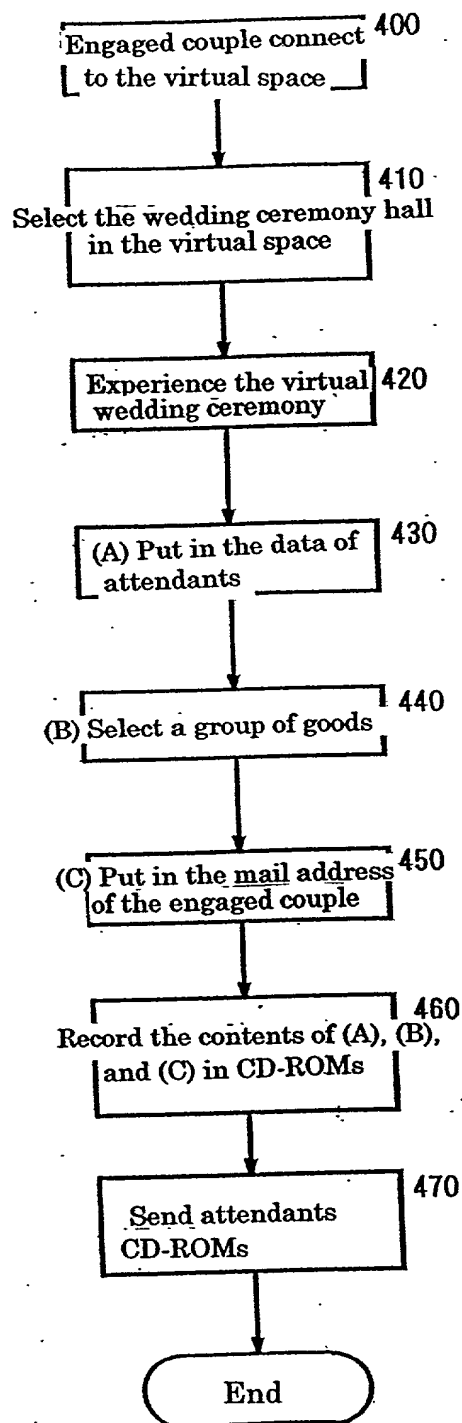 Engaged couple connect 400
to the virtual space
410
Select the wedding ceremony hall
in the virtual space
Experience the virtual 420
wedding ceremony
(A) Put in the data of 430
attendants
440
(B) Select a group of goods
(C) Put in the mail address 450
of the engaged couple
460
Record the contents of (A), (B),
and (C) in CD-ROMs
470
Send attendants
CD-ROMs
End